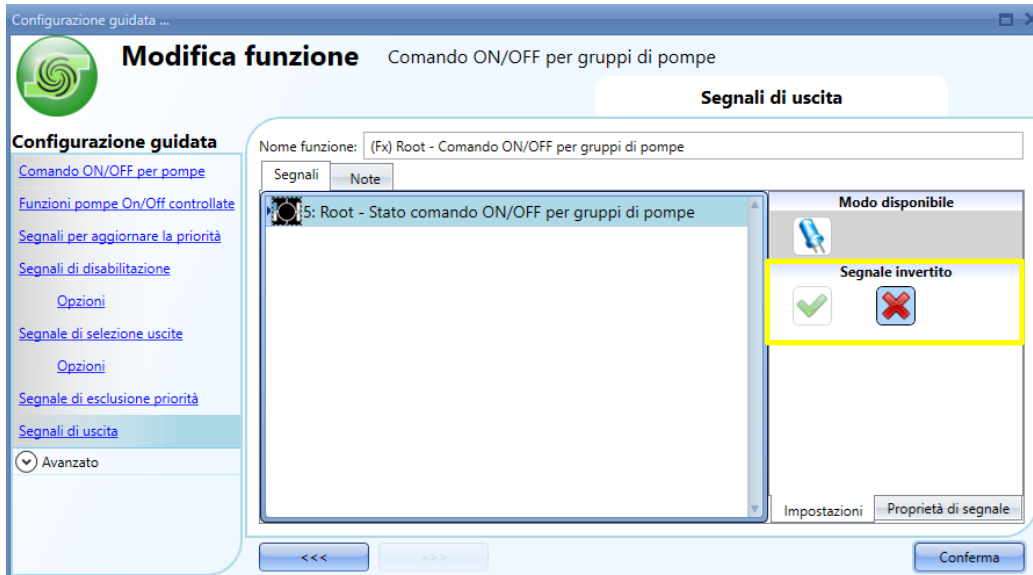 Configurazione guidata ...
Modifica funzione Comando ON/OFF per gruppi di pompe
Segnali di uscita
Configurazione guidata
Comando ON/OFF per pompe
Funzioni pompe On/Off controllate
Segnali per aggiornare la priorità
Segnali di disabilitazione
Opzioni
Segnale di selezione uscite
Opzioni
Segnale di esclusione priorità
Segnali di uscita
Avanzato
Nome funzione: (Fx) Root - Comando ON/OFF per gruppi di pompe
Segnali Note
5: Root - Stato comando ON/OFF per gruppi di pompe
Modo disponibile
Segnale invertito
Impostazioni Proprietà di segnale
<<< >>> Conferma